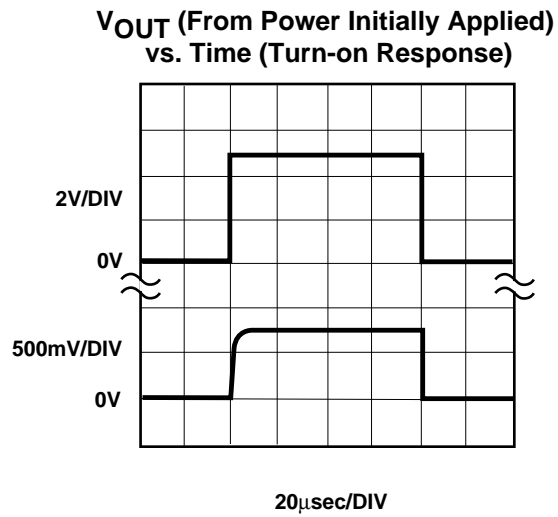 VOUT (From Power Initially Applied)
vs. Time (Turn-on Response)
2V/DIV
0V
500mV/DIV
0V
20μsec/DIV